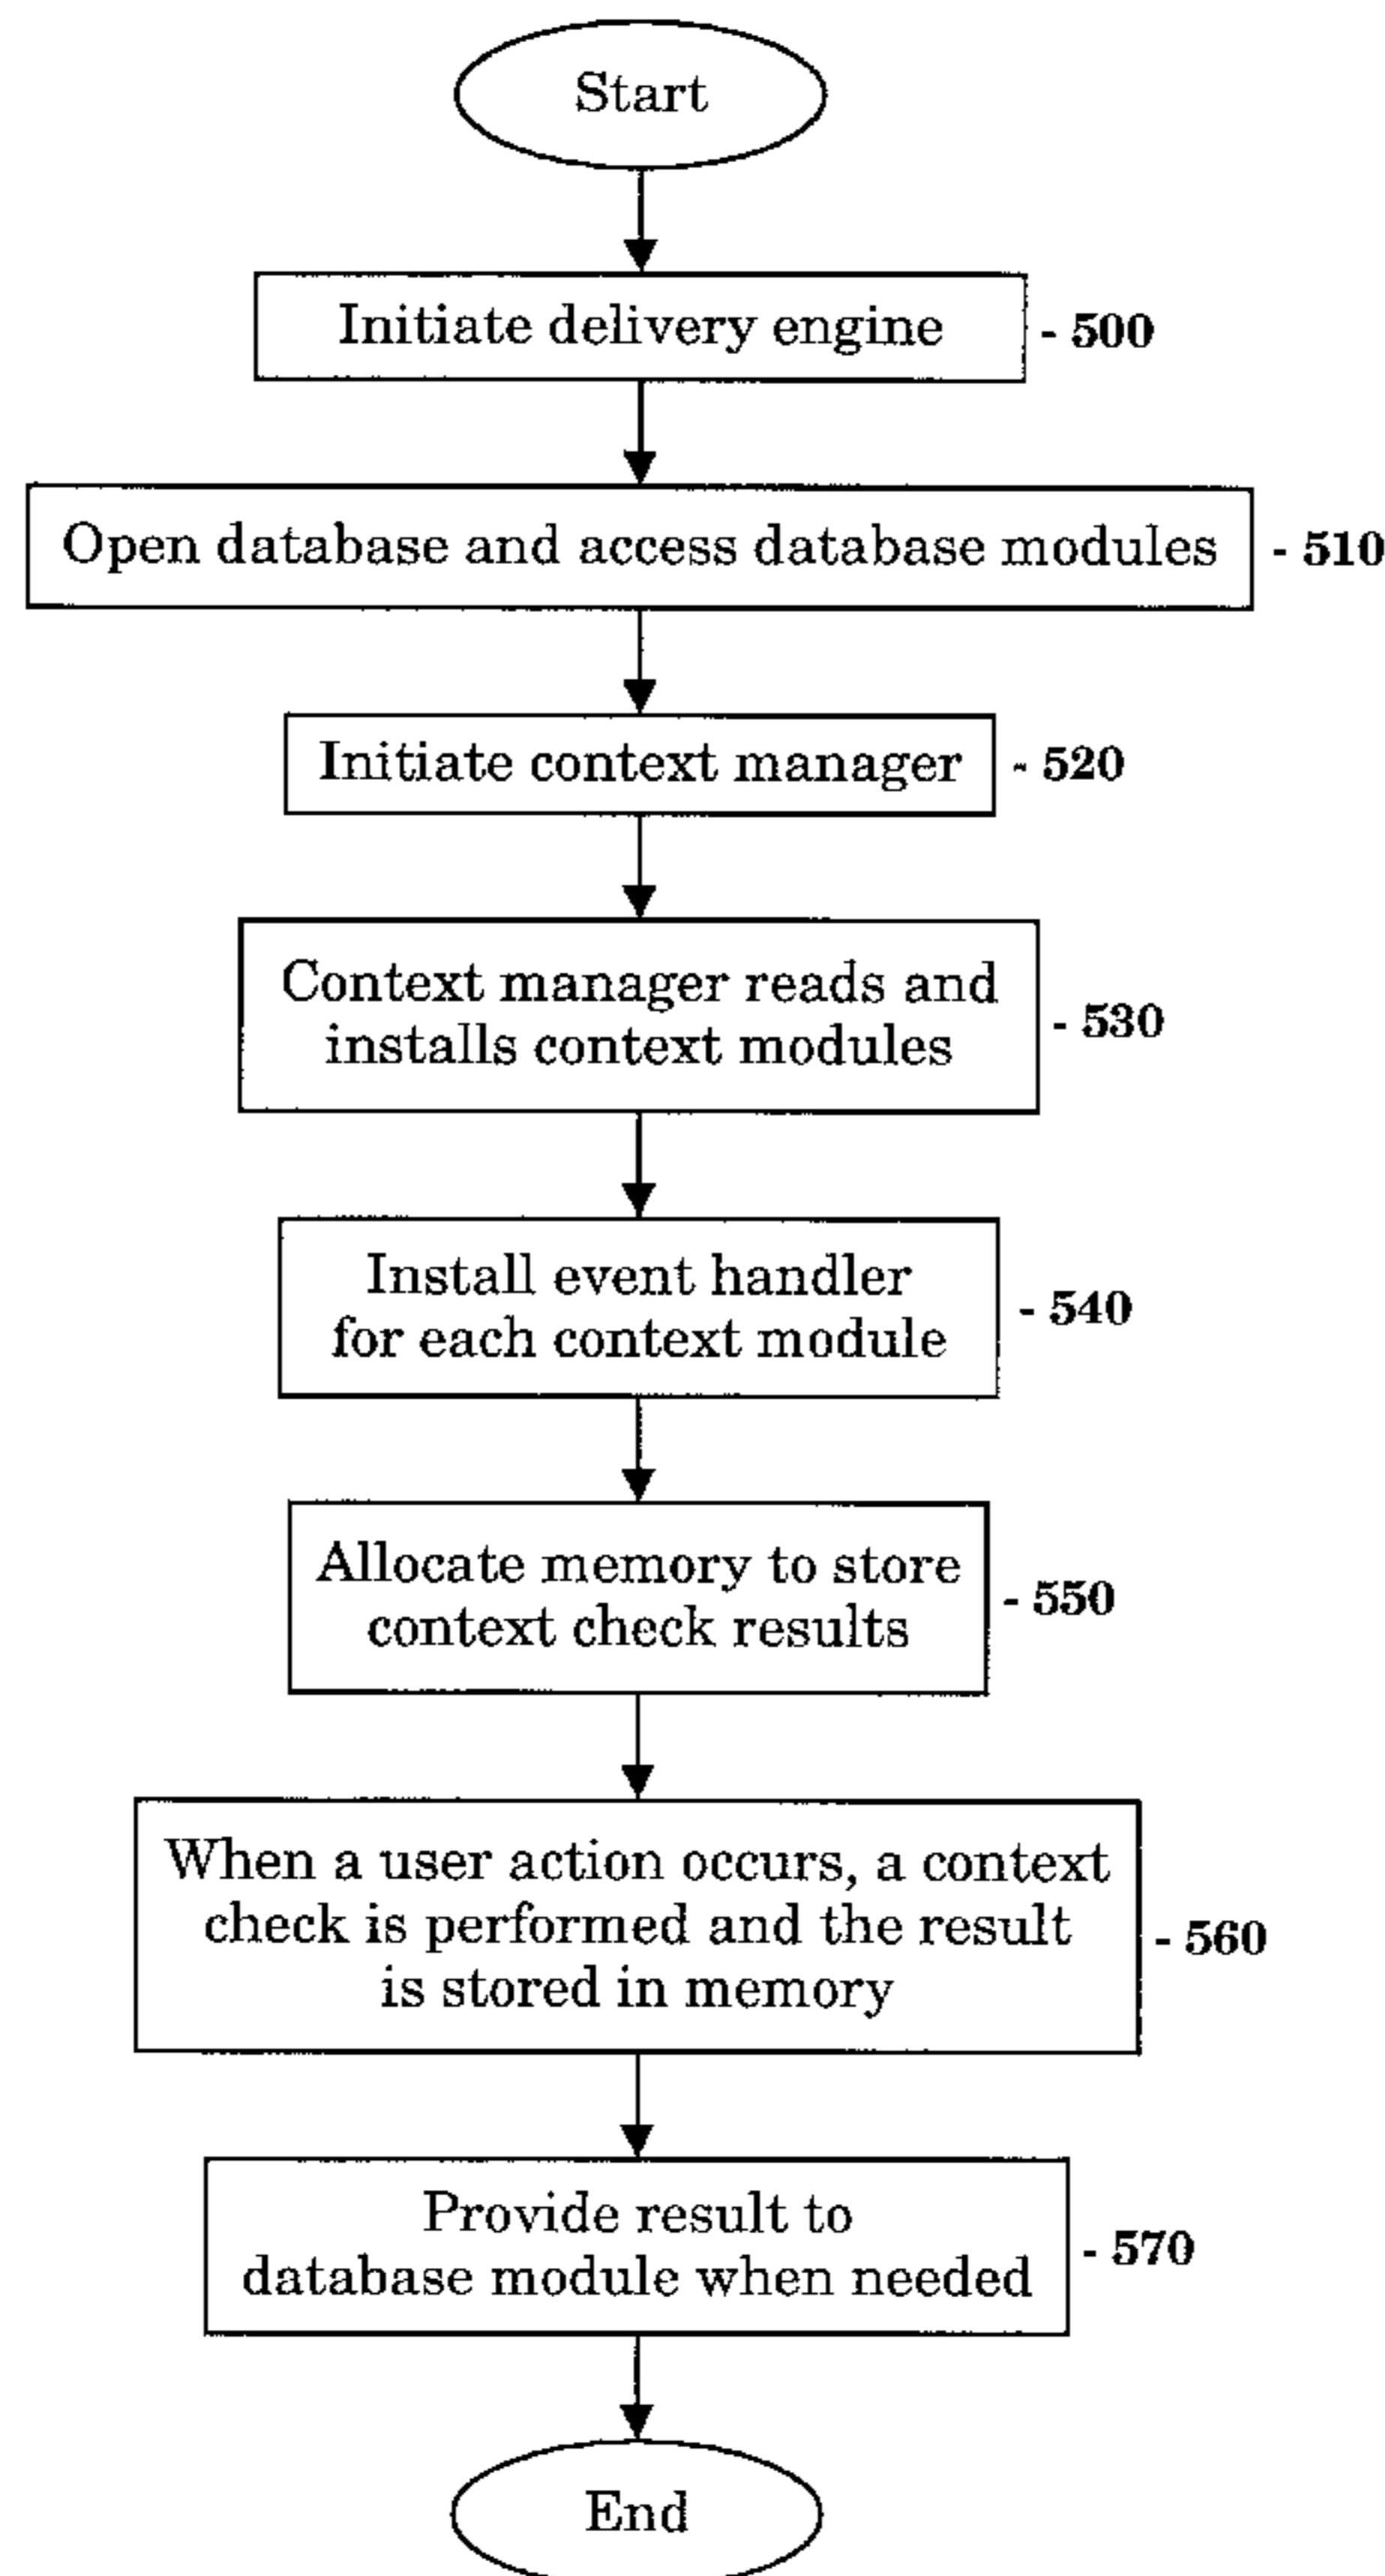 Start
Initiate delivery engine - 500
Open database and access database modules - 510
Initiate context manager - 520
Context manager reads and
installs context modules
- 530
Install event handler
for each context module
- 540
Allocate memory to store
context check results
- 550
When a user action occurs, a context
check is performed and the result
is stored in memory
- 560
Provide result to
database module when needed
- 570
End